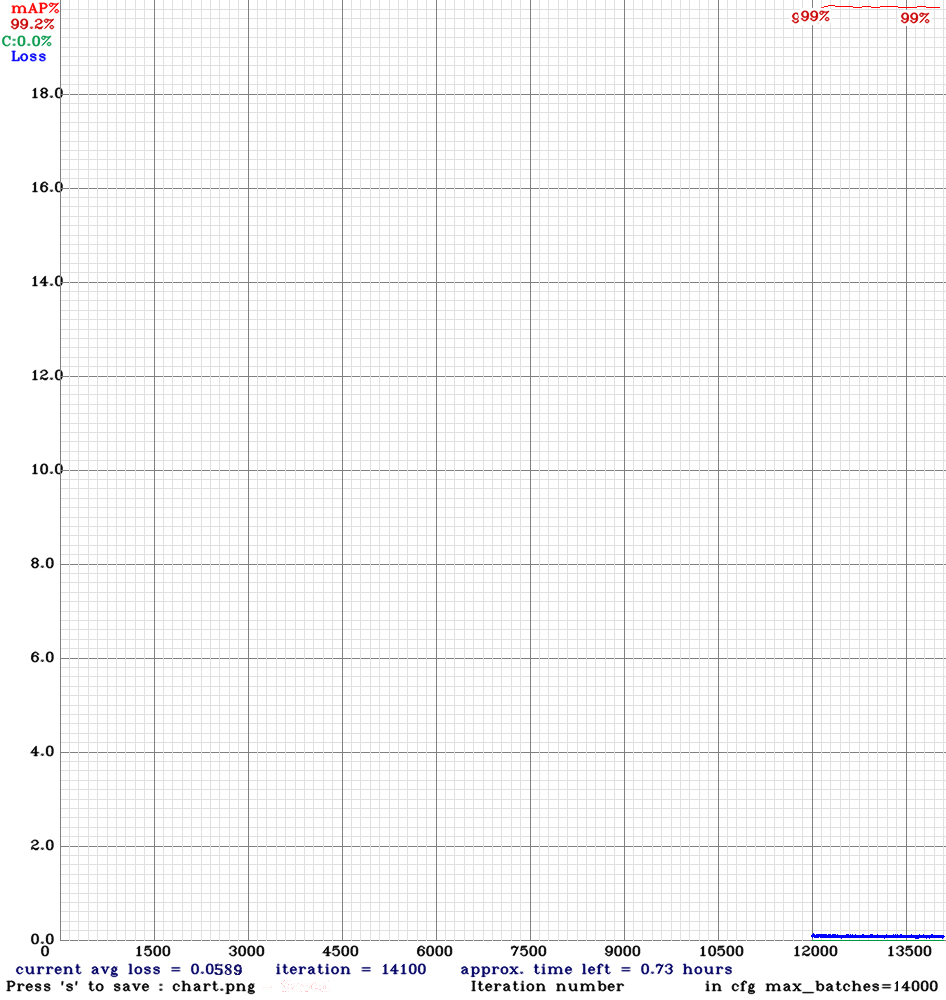 mAP%
99.2%
C:0.0%
Loss
99% 99%
18.0
16.0
14.0
12.0
10.0
8.0
6.0
4.0
2.0
0.0
0 1500 3000 4500 6000 7500 9000 10500 12000 13500
current avg loss = 0.0589 iteration = 14100 approx. time left = 0.73 hours
Press 's' to save : chart.png Iteration number in cfg max_batches=14000